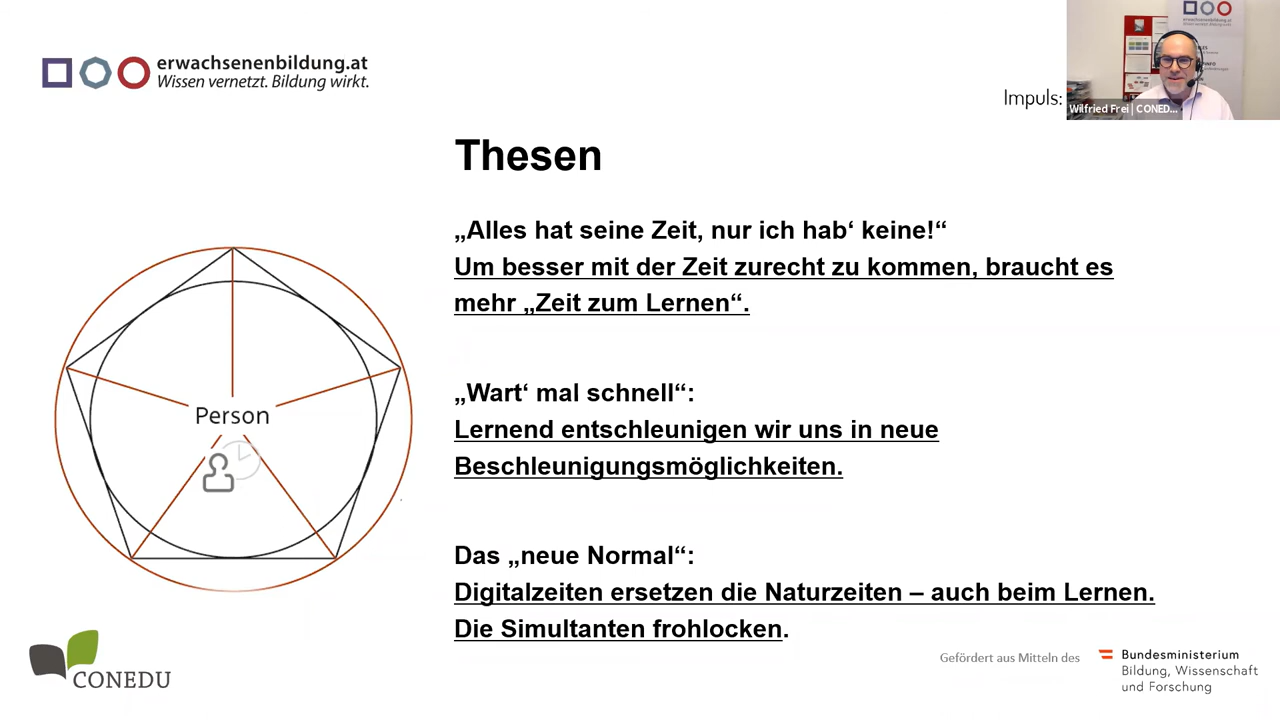 erwachsenenbildung.at
Wissen vernetzt. Bildung wirkt.
Impuls:
Wilfried Frei | CONED...
Thesen
„Alles hat seine Zeit, nur ich hab‘ keine!“
Um besser mit der Zeit zurecht zu kommen, braucht es
mehr „Zeit zum Lernen“.
„Wart‘ mal schnell“:
Lernend entschleunigen wir uns in neue
Beschleunigungsmöglichkeiten.
Das „neue Normal“:
Digitalzeiten ersetzen die Naturzeiten – auch beim Lernen.
Die Simultanten frohlocken.
Person
CONEDU
Gefördert aus Mitteln des
Bundesministerium
Bildung, Wissenschaft
und Forschung